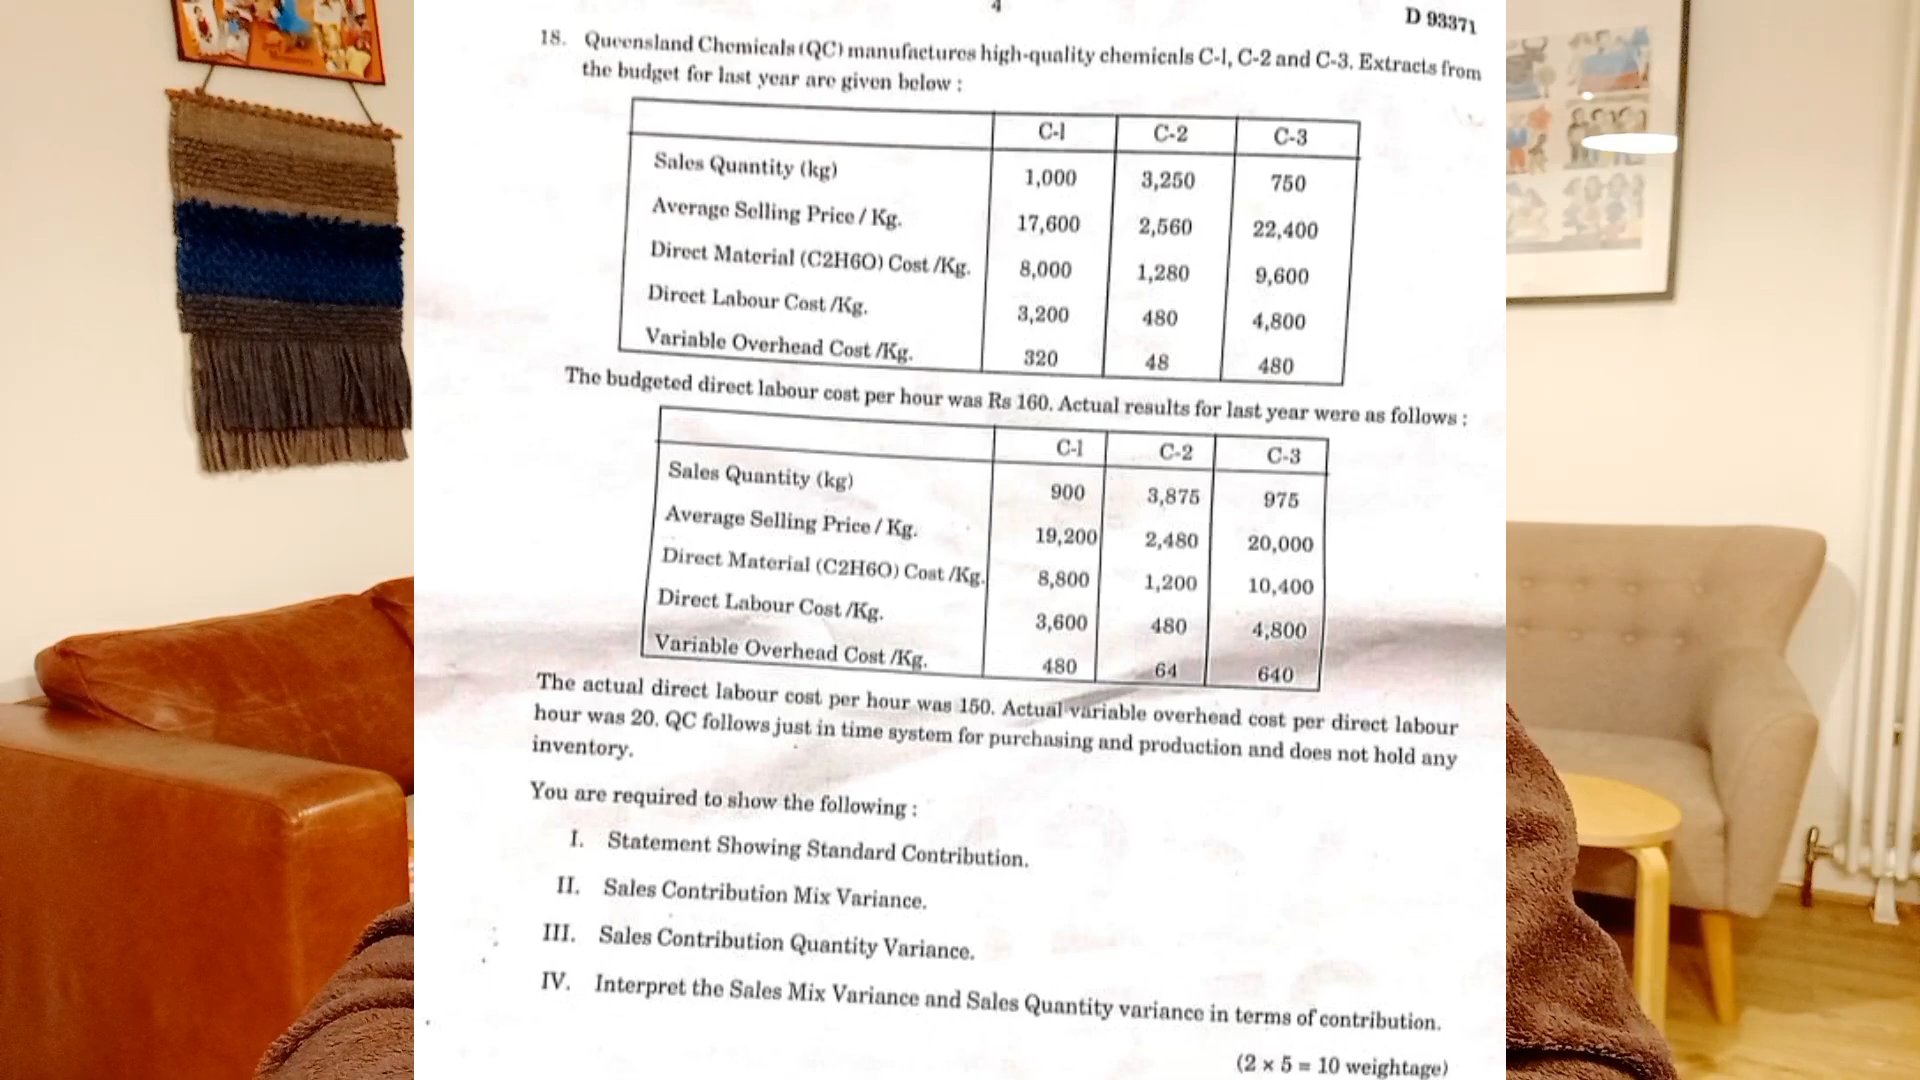 4
D 93371
18. Queensland Chemicals (QC) manufactures high-quality chemicals C-1, C-2 and C-3. Extracts from
the budget for last year are given below :
C-1 C-2 C-3
Sales Quantity (kg) 1,000 3,250 750
Average Selling Price / Kg. 17,600 2,560 22,400
Direct Material (C2H6O) Cost /Kg. 8,000 1,280 9,600
Direct Labour Cost /Kg. 3,200 480 4,800
Variable Overhead Cost /Kg. 320 48 480
The budgeted direct labour cost per hour was Rs 160. Actual results for last year were as follows :
C-1 C-2 C-3
Sales Quantity (kg) 900 3,875 975
Average Selling Price / Kg. 19,200 2,480 20,000
Direct Material (C2H6O) Cost /Kg. 8,800 1,200 10,400
Direct Labour Cost /Kg. 3,600 480 4,800
Variable Overhead Cost /Kg. 480 64 640
The actual direct labour cost per hour was 150. Actual variable overhead cost per direct labour
hour was 20. QC follows just in time system for purchasing and production and does not hold any
inventory.
You are required to show the following :
I. Statement Showing Standard Contribution.
II. Sales Contribution Mix Variance.
III. Sales Contribution Quantity Variance.
IV. Interpret the Sales Mix Variance and Sales Quantity variance in terms of contribution.
(2 × 5 = 10 weightage)